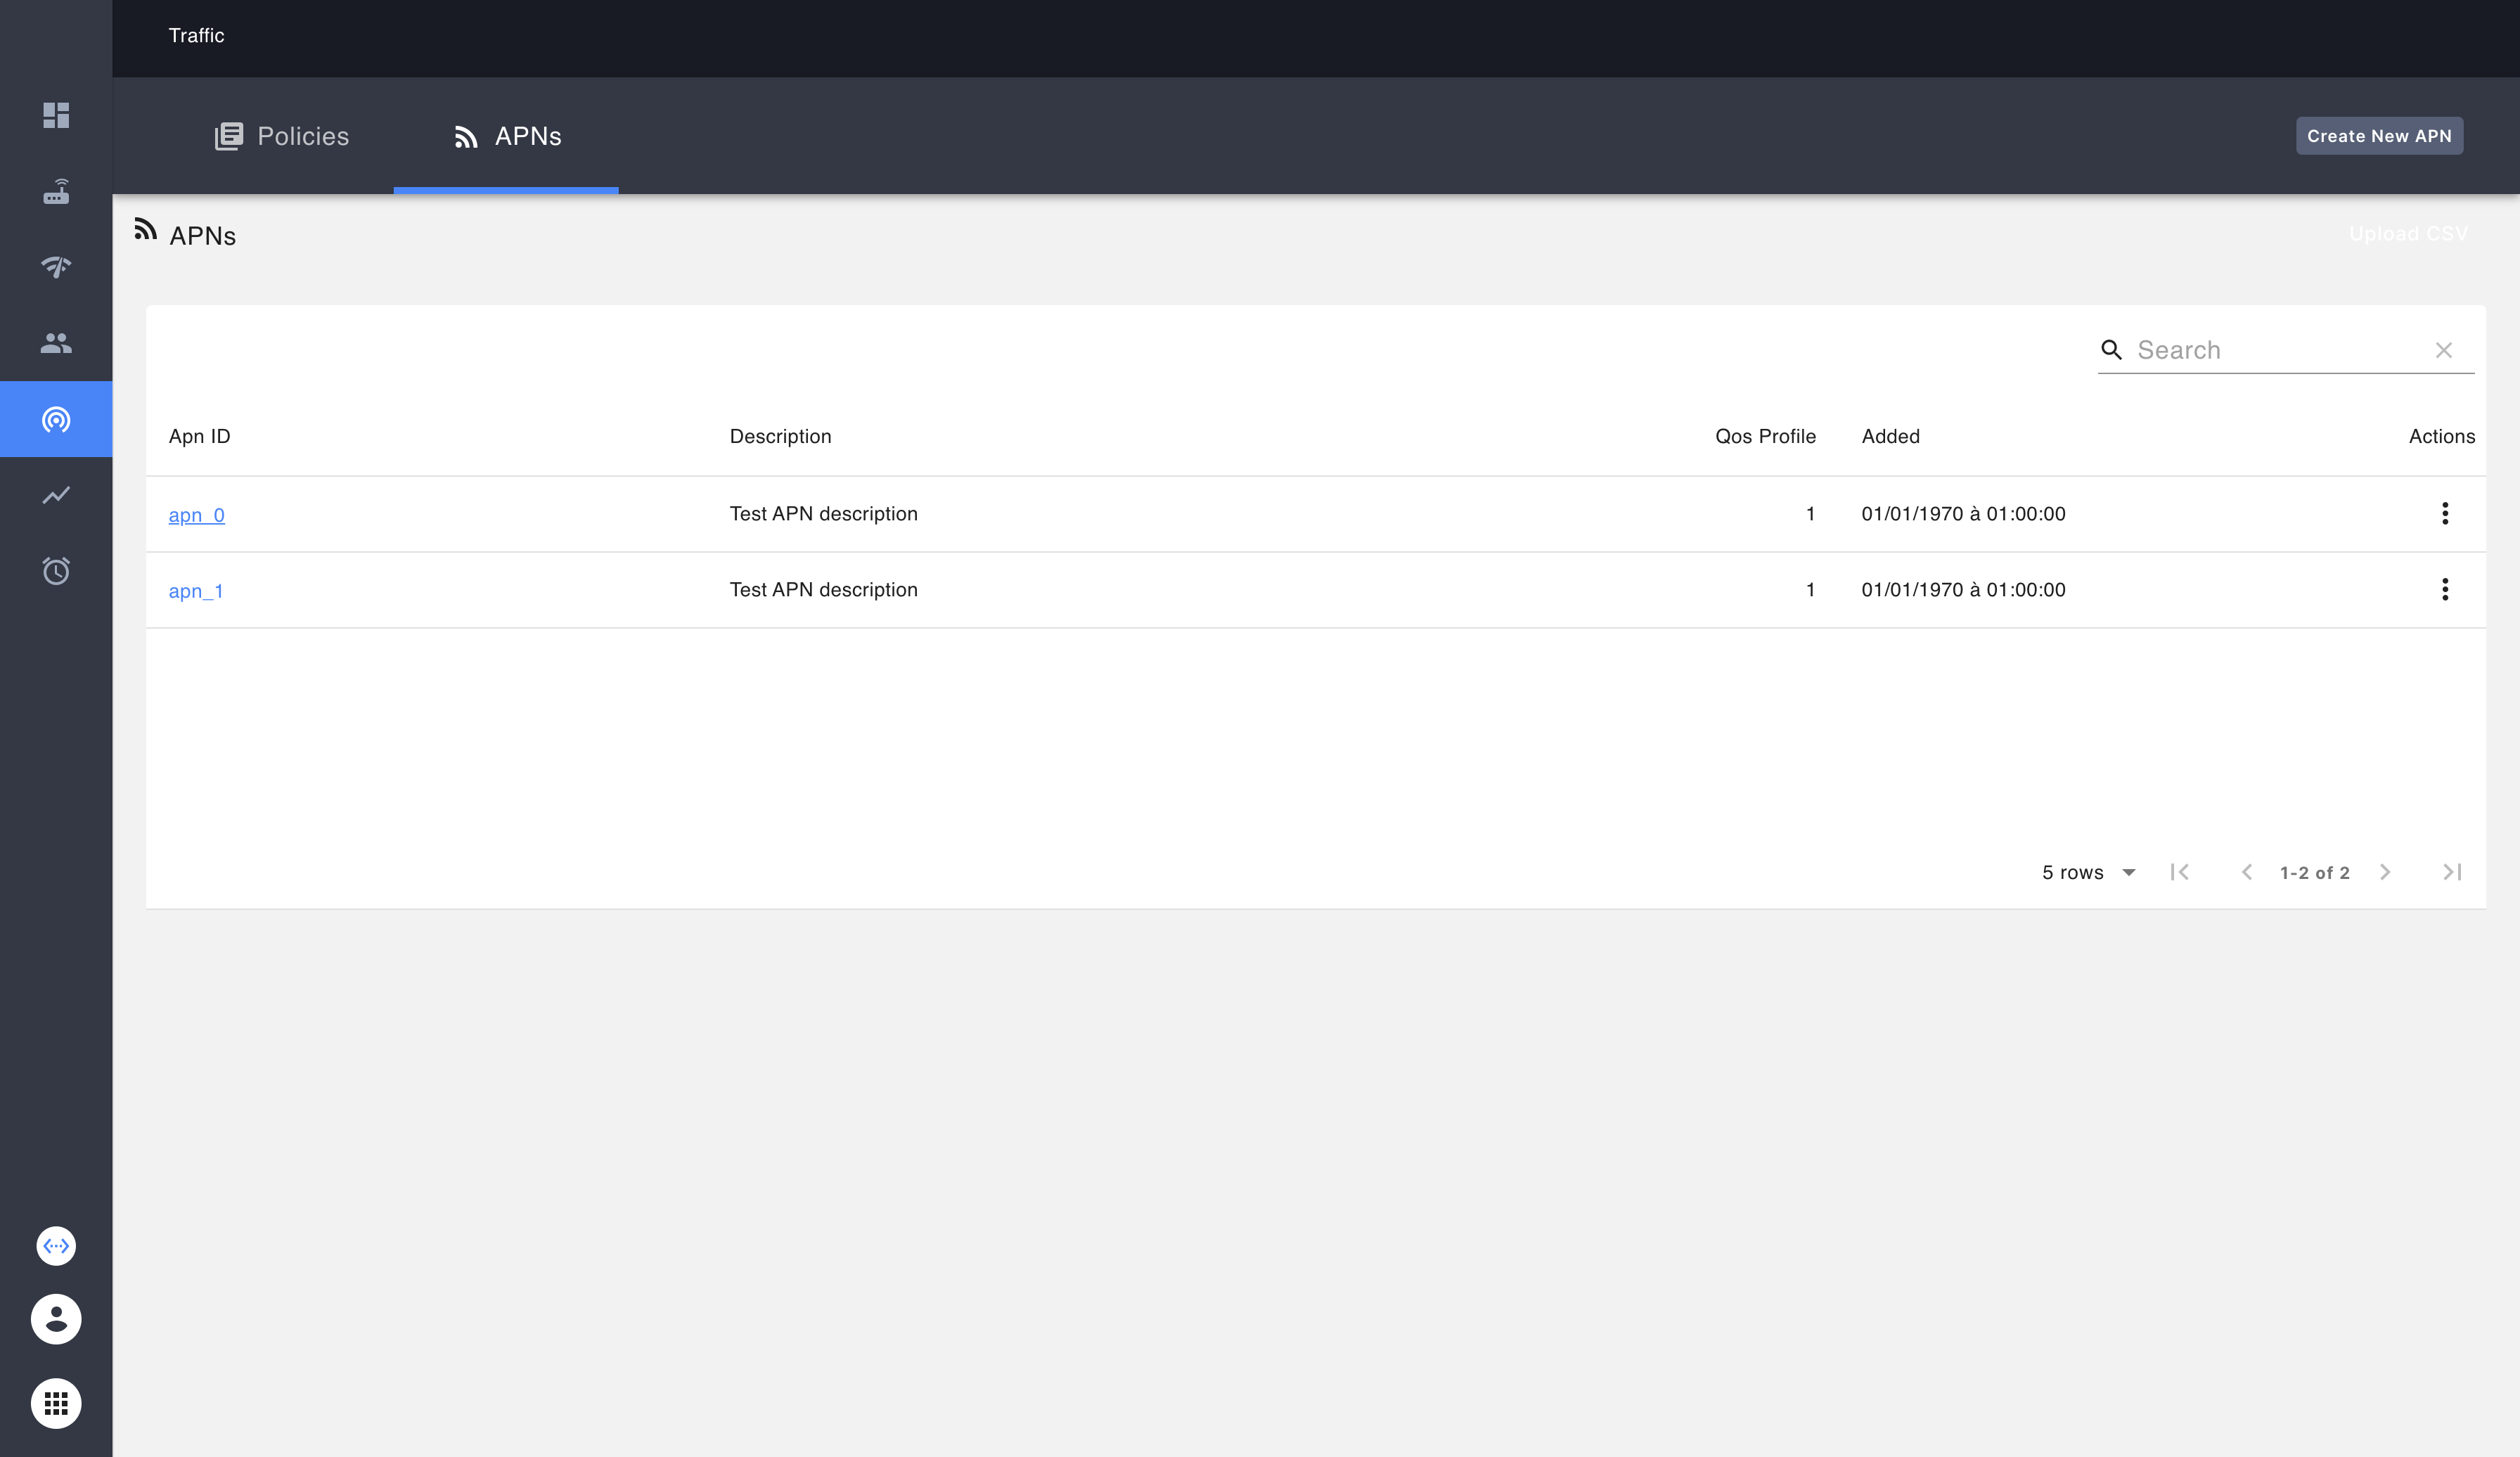 Traffic
Policies
APNs
Create New APN
APNs
Upload CSV
Search
Apn ID Description Qos Profile Added Actions
apn_0 Test APN description 1 01/01/1970 à 01:00:00
apn_1 Test APN description 1 01/01/1970 à 01:00:00
5 rows 1-2 of 2